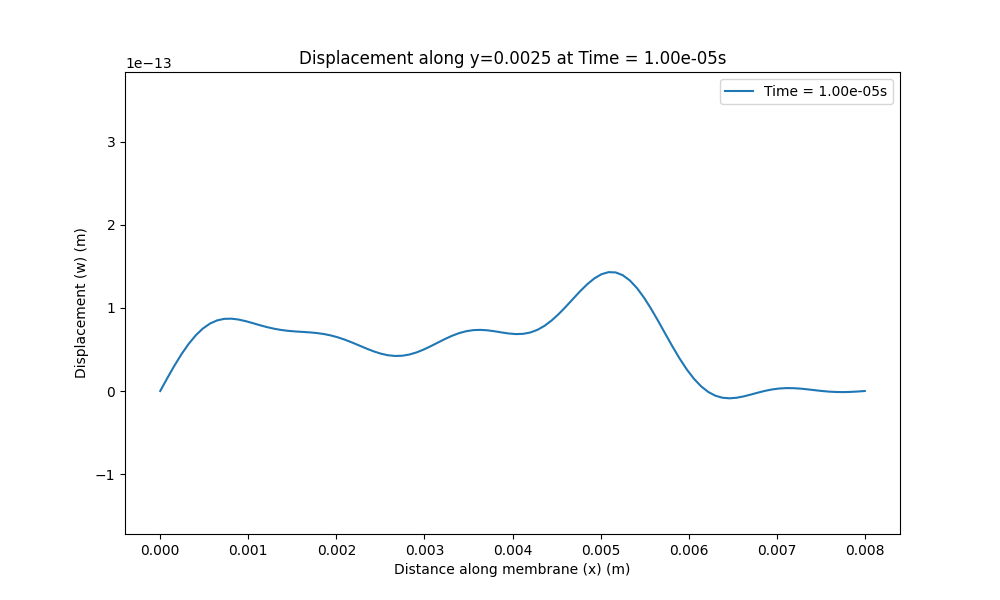 Displacement along y=0.0025 at Time = 1.00e-05s
1e−13
Time = 1.00e-05s
3
2
1
0
−1
Displacement (w) (m)
0.000 0.001 0.002 0.003 0.004 0.005 0.006 0.007 0.008
Distance along membrane (x) (m)